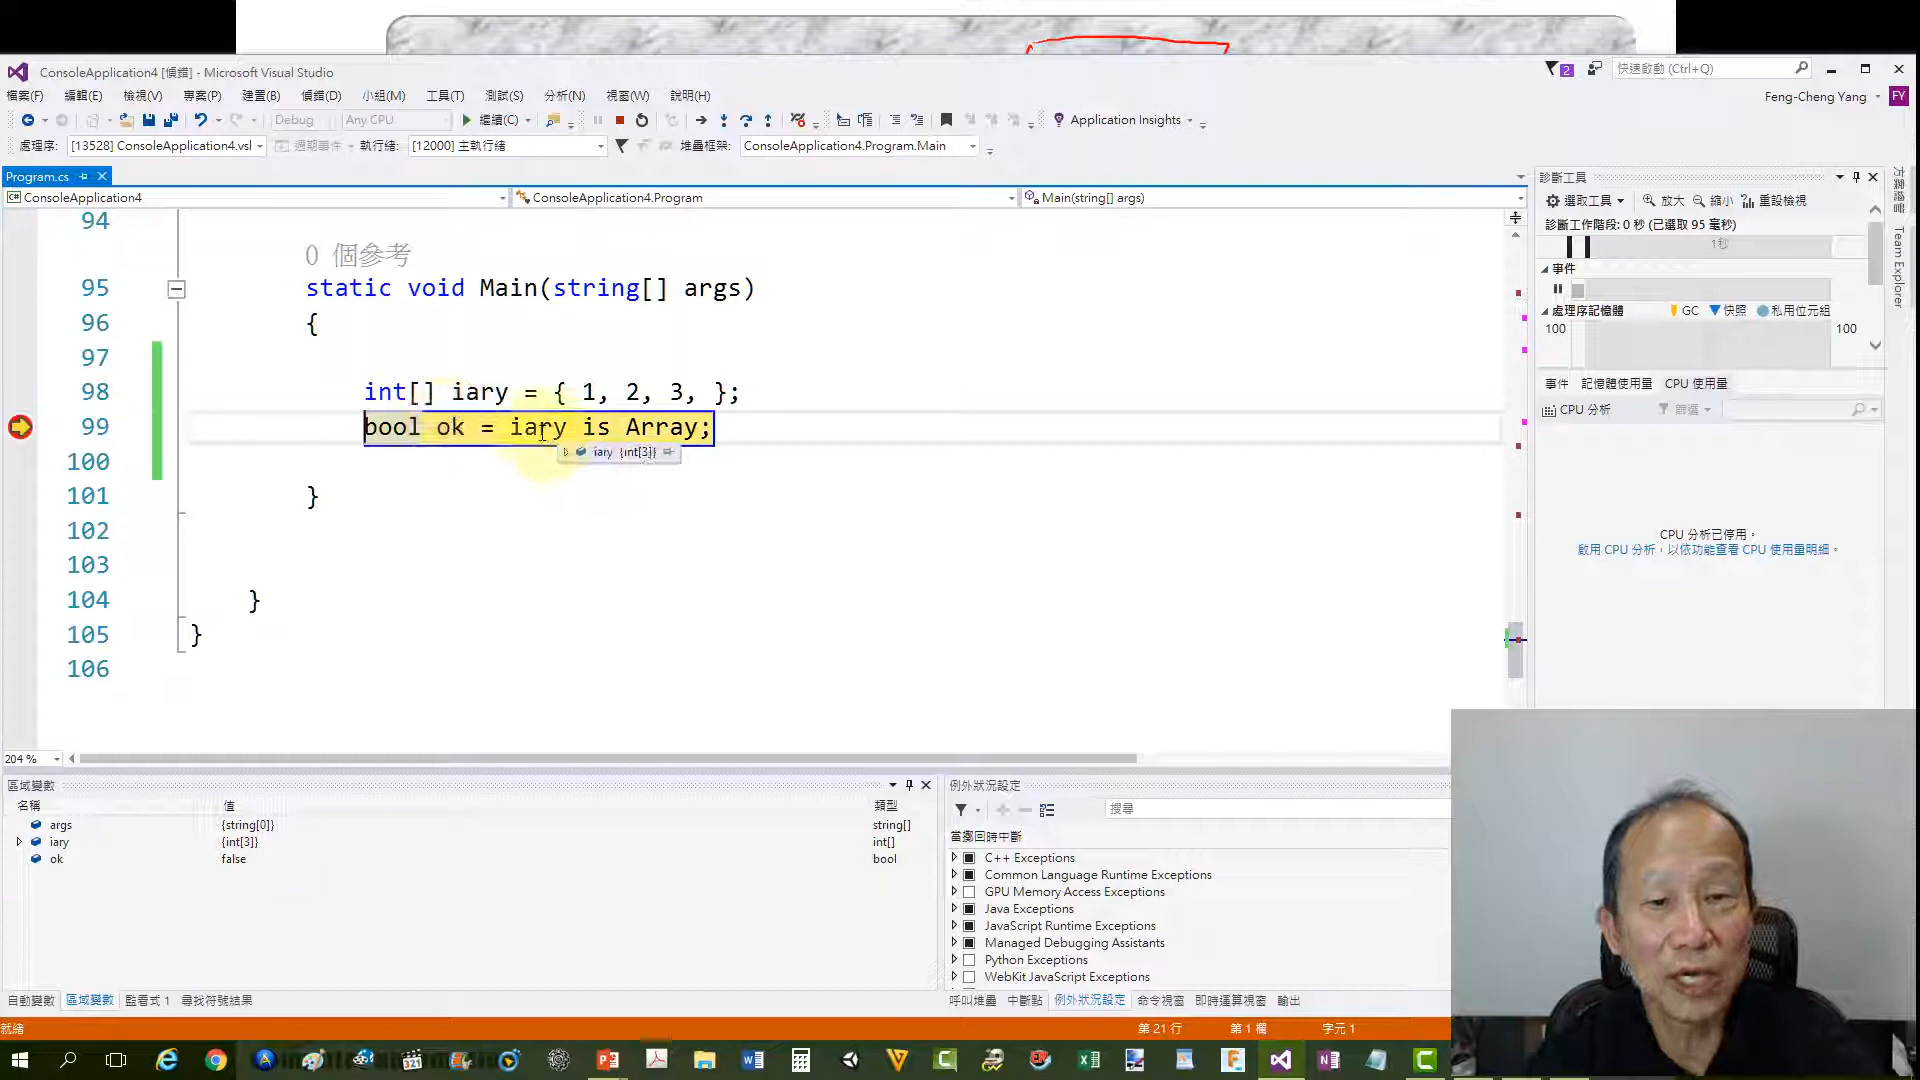 ConsoleApplication4 [偵錯] - Microsoft Visual Studio
2
快速啟動 (Ctrl+Q)
檔案(F) 編輯(E) 檢視(V) 專案(P) 建置(B) 偵錯(D) 小組(M) 工具(T) 測試(S) 分析(N) 視窗(W) 說明(H)
Feng-Cheng Yang FY
Debug Any CPU 繼續(C) Application Insights
處理序: [13528] ConsoleApplication4.vsl 週期事件 執行緒: [12000] 主執行緒 堆疊框架: ConsoleApplication4.Program.Main
Program.cs
C# ConsoleApplication4 ConsoleApplication4.Program Main(string[] args)
94
0 個參考
95 static void Main(string[] args)
96 {
97
98 int[] iary = { 1, 2, 3, };
99 bool ok = iary is Array;
iary {int[3]}
100
101 }
102
103
104 }
105 }
106
204 %
診斷工具
選取工具 放大 縮小 重設檢視
診斷工作階段: 0 秒 (已選取 95 毫秒)
1秒
事件
處理序記憶體 GC 快照 私用位元組
100 100
事件 記憶體使用量 CPU 使用量
CPU 分析 篩選
CPU 分析已停用。
啟用 CPU 分析，以依功能查看 CPU 使用量明細。
方案總管
Team Explorer
區域變數
名稱 值 類型
args {string[0]} string[]
iary {int[3]} int[]
ok false bool
自動變數 區域變數 監看式 1 尋找符號結果
例外狀況設定
搜尋
當擲回時中斷
C++ Exceptions
Common Language Runtime Exceptions
GPU Memory Access Exceptions
Java Exceptions
JavaScript Runtime Exceptions
Managed Debugging Assistants
Python Exceptions
WebKit JavaScript Exceptions
呼叫堆疊 中斷點 例外狀況設定 命令視窗 即時運算視窗 輸出
就緒 第 21 行 第 1 欄 字元 1